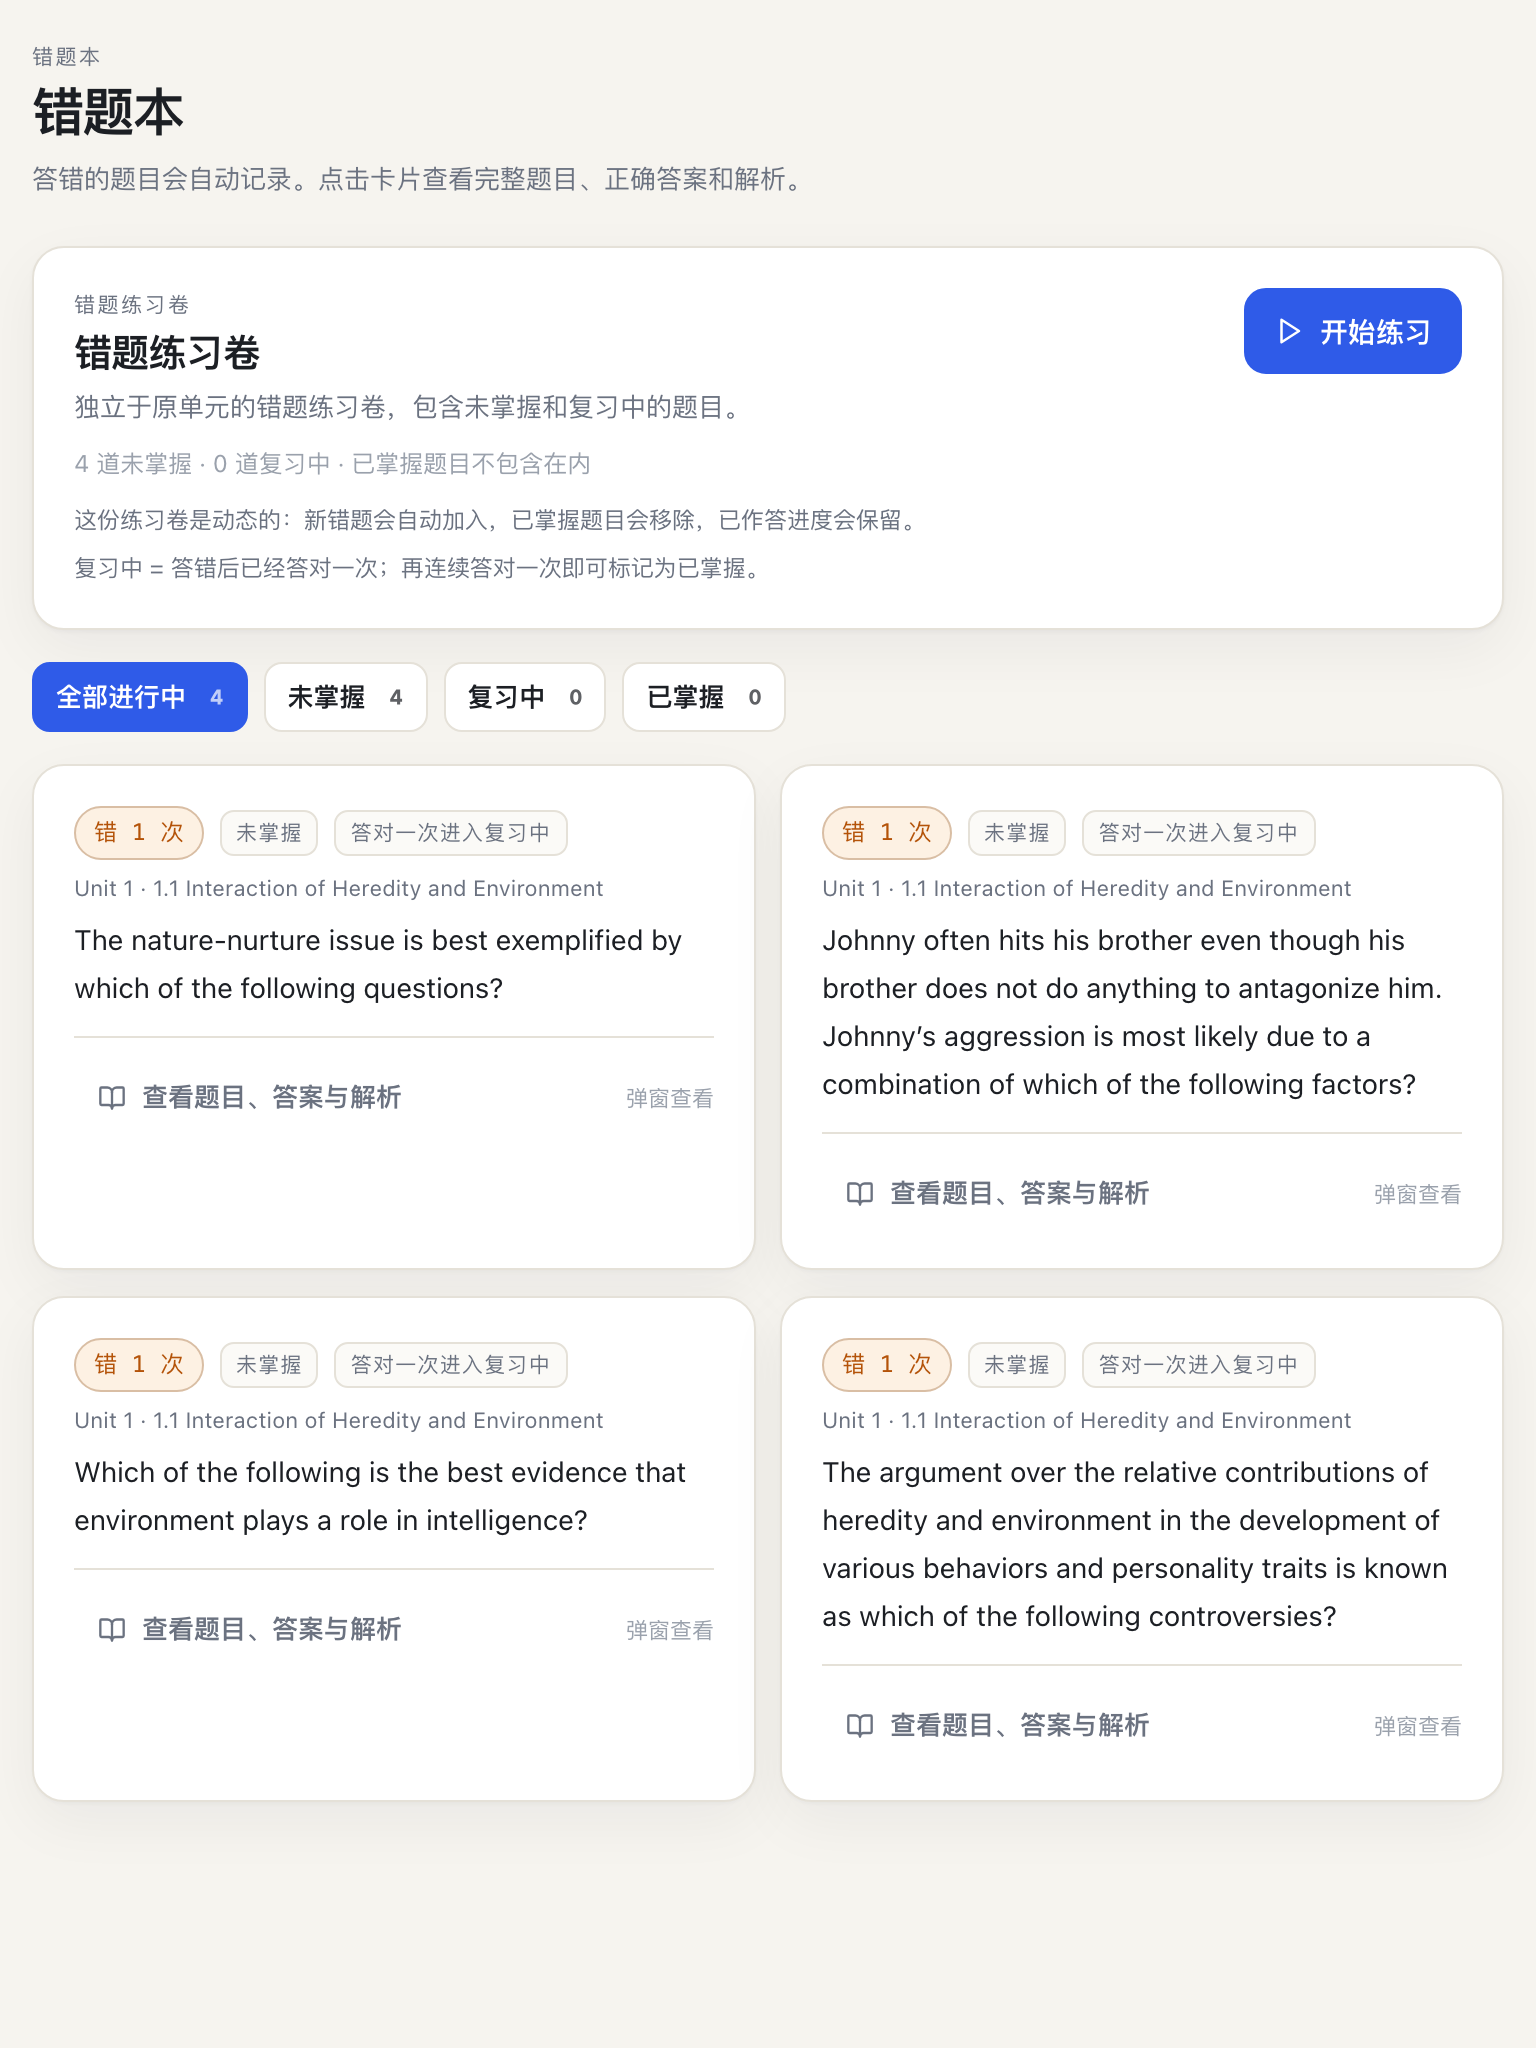 错题本
错题本
答错的题目会自动记录。点击卡片查看完整题目、正确答案和解析。
错题练习卷
错题练习卷
独立于原单元的错题练习卷，包含未掌握和复习中的题目。
4 道未掌握 · 0 道复习中 · 已掌握题目不包含在内
这份练习卷是动态的：新错题会自动加入，已掌握题目会移除，已作答进度会保留。
复习中 = 答错后已经答对一次；再连续答对一次即可标记为已掌握。
开始练习
全部进行中 4 未掌握 4 复习中 0 已掌握 0
错 1 次 未掌握 答对一次进入复习中
Unit 1 · 1.1 Interaction of Heredity and Environment
The nature-nurture issue is best exemplified by
which of the following questions?
查看题目、答案与解析 弹窗查看
错 1 次 未掌握 答对一次进入复习中
Unit 1 · 1.1 Interaction of Heredity and Environment
Johnny often hits his brother even though his
brother does not do anything to antagonize him.
Johnny’s aggression is most likely due to a
combination of which of the following factors?
查看题目、答案与解析 弹窗查看
错 1 次 未掌握 答对一次进入复习中
Unit 1 · 1.1 Interaction of Heredity and Environment
Which of the following is the best evidence that
environment plays a role in intelligence?
查看题目、答案与解析 弹窗查看
错 1 次 未掌握 答对一次进入复习中
Unit 1 · 1.1 Interaction of Heredity and Environment
The argument over the relative contributions of
heredity and environment in the development of
various behaviors and personality traits is known
as which of the following controversies?
查看题目、答案与解析 弹窗查看